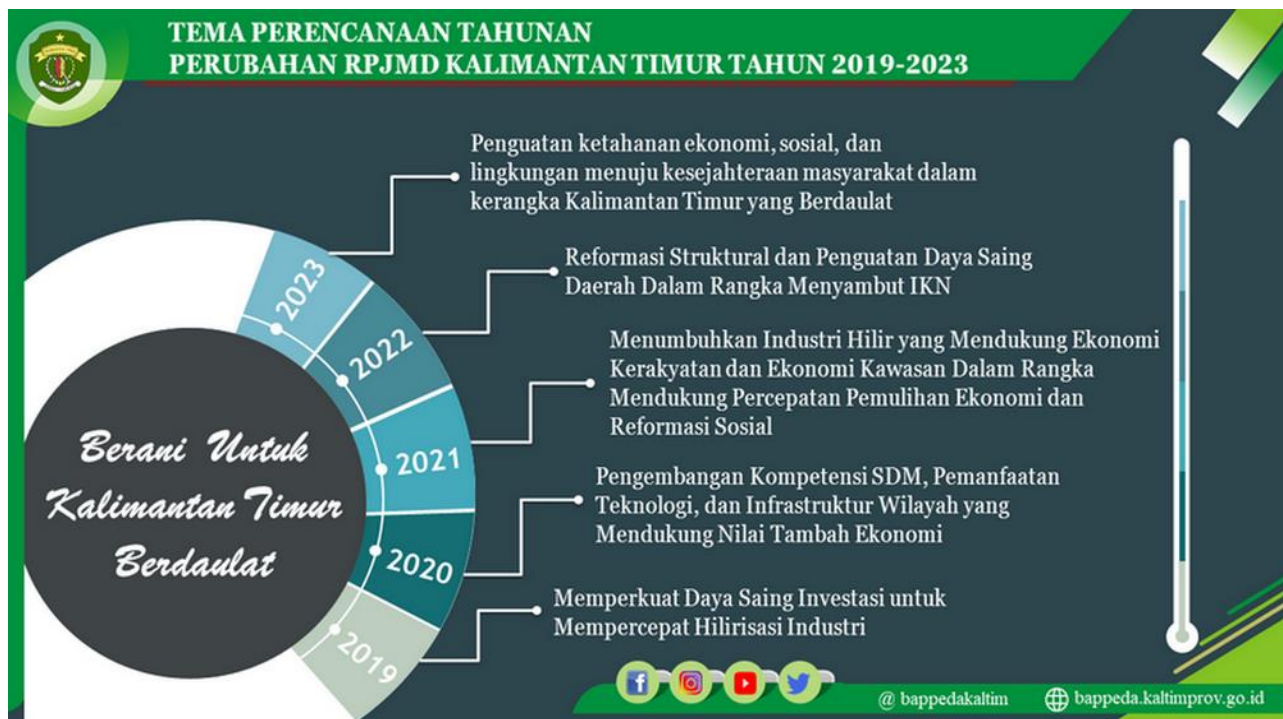 TEMA PERENCANAAN TAHUNAN
PERUBAHAN RPJMD KALIMANTAN TIMUR TAHUN 2019-2023
Penguatan ketahanan ekonomi, sosial, dan
lingkungan menuju kesejahteraan masyarakat dalam
kerangka Kalimantan Timur yang Berdaulat
2023
Reformasi Struktural dan Penguatan Daya Saing
Daerah Dalam Rangka Menyambut IKN
2022
Menumbuhkan Industri Hilir yang Mendukung Ekonomi
Kerakyatan dan Ekonomi Kawasan Dalam Rangka
Mendukung Percepatan Pemulihan Ekonomi dan
Reformasi Sosial
2021
Pengembangan Kompetensi SDM, Pemanfaatan
Teknologi, dan Infrastruktur Wilayah yang
Mendukung Nilai Tambah Ekonomi
2020
Memperkuat Daya Saing Investasi untuk
Mempercepat Hilirisasi Industri
2019
Berani Untuk
Kalimantan Timur
Berdaulat
@ bappedakaltim
bappeda.kaltimprov.go.id